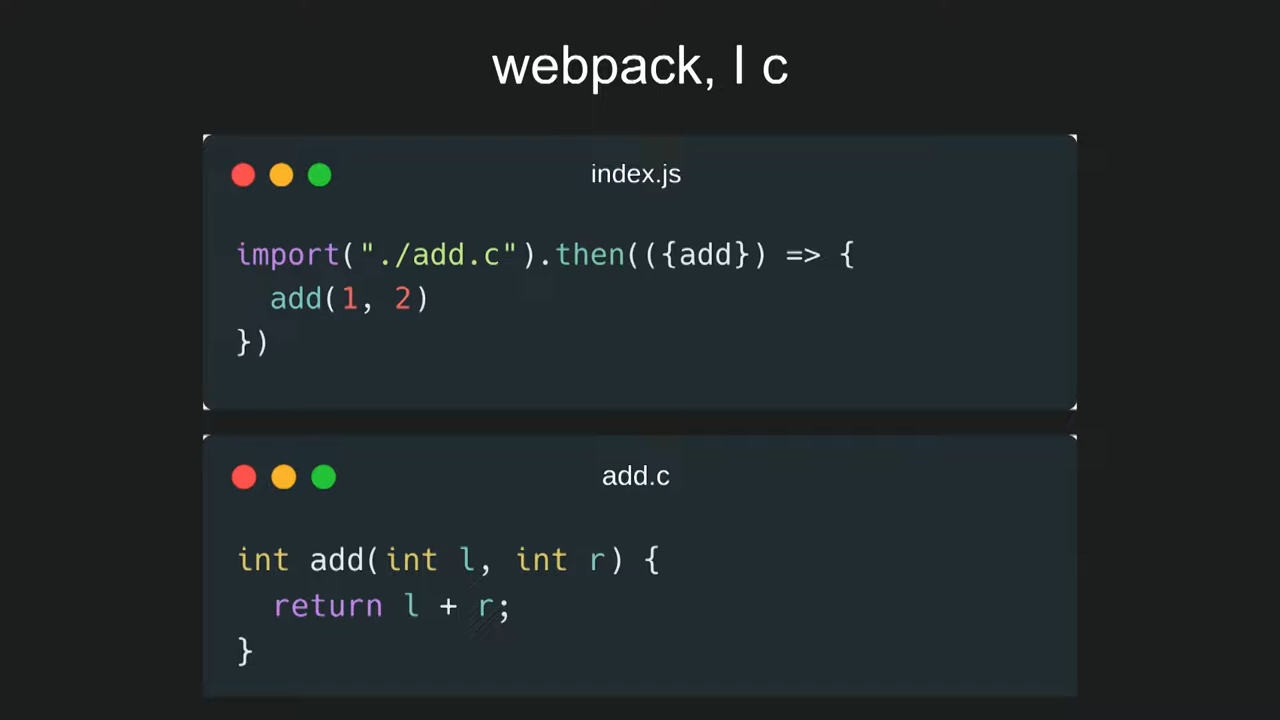 webpack, I c
index.js
import("./add.c").then(({add}) => {
  add(1, 2)
})
add.c
int add(int l, int r) {
  return l + r;
}